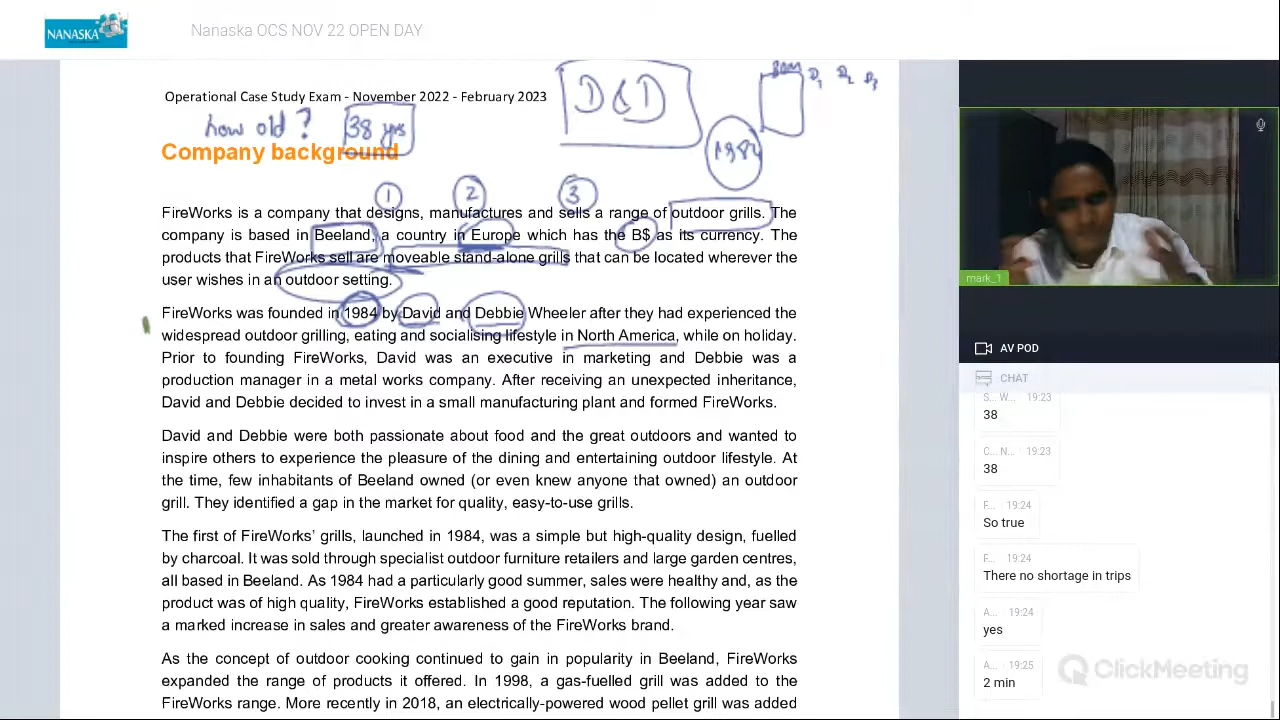 NANASKA
Nanaska OCS NOV 22 OPEN DAY
Operational Case Study Exam - November 2022 - February 2023
D & D
how old? 38 yrs
1984
Company background
1 2 3
FireWorks is a company that designs, manufactures and sells a range of outdoor grills. The
company is based in Beeland, a country in Europe which has the B$ as its currency. The
products that FireWorks sell are moveable stand-alone grills that can be located wherever the
user wishes in an outdoor setting.
FireWorks was founded in 1984 by David and Debbie Wheeler after they had experienced the
widespread outdoor grilling, eating and socialising lifestyle in North America, while on holiday.
Prior to founding FireWorks, David was an executive in marketing and Debbie was a
production manager in a metal works company. After receiving an unexpected inheritance,
David and Debbie decided to invest in a small manufacturing plant and formed FireWorks.
David and Debbie were both passionate about food and the great outdoors and wanted to
inspire others to experience the pleasure of the dining and entertaining outdoor lifestyle. At
the time, few inhabitants of Beeland owned (or even knew anyone that owned) an outdoor
grill. They identified a gap in the market for quality, easy-to-use grills.
The first of FireWorks' grills, launched in 1984, was a simple but high-quality design, fuelled
by charcoal. It was sold through specialist outdoor furniture retailers and large garden centres,
all based in Beeland. As 1984 had a particularly good summer, sales were healthy and, as the
product was of high quality, FireWorks established a good reputation. The following year saw
a marked increase in sales and greater awareness of the FireWorks brand.
As the concept of outdoor cooking continued to gain in popularity in Beeland, FireWorks
expanded the range of products it offered. In 1998, a gas-fuelled grill was added to the
FireWorks range. More recently in 2018, an electrically-powered wood pellet grill was added
mark_1
AV POD
CHAT
S... W... 19:23
38
C... N... 19:23
38
F... 19:24
So true
F... 19:24
There no shortage in trips
A... 19:24
yes
A... 19:25
2 min
ClickMeeting